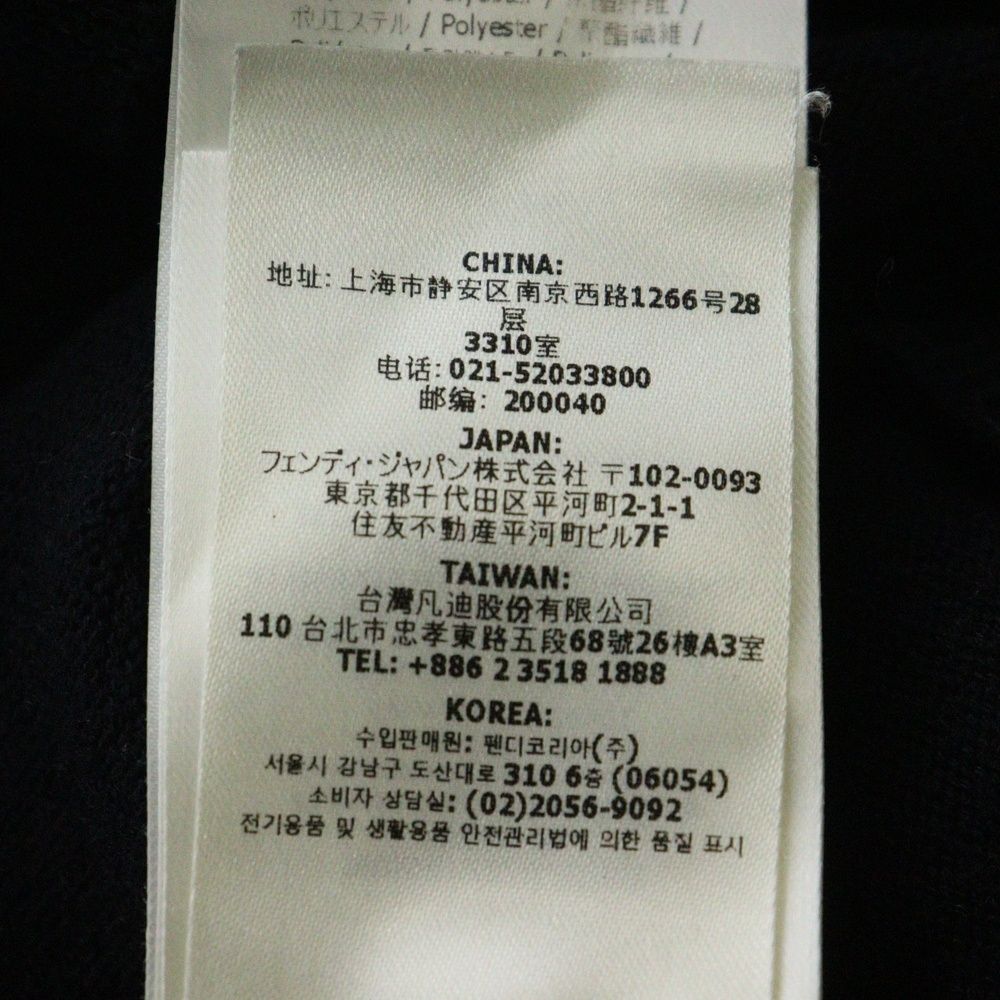 ポリエステル / Polyester / 聚酯纖維 /
CHINA:
地址: 上海市静安区南京西路1266号28
层
3310室
电话: 021-52033800
邮编: 200040
JAPAN:
フェンディ・ジャパン株式会社 〒102-0093
東京都千代田区平河町2-1-1
住友不動産平河町ビル7F
TAIWAN:
台灣凡迪股份有限公司
110 台北市忠孝東路五段68號26樓A3室
TEL: +886 2 3518 1888
KOREA:
수입판매원: 펜디코리아(주)
서울시 강남구 도산대로 310 6층 (06054)
소비자 상담실: (02)2056-9092
전기용품 및 생활용품 안전관리법에 의한 품질 표시